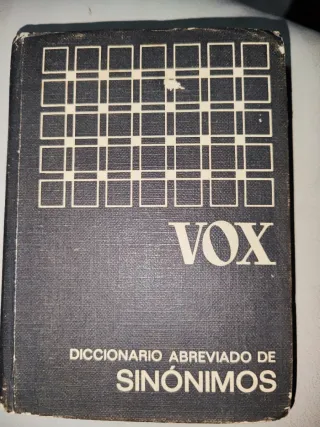 VOX
DICCIONARIO ABREVIADO DE
SINÓNIMOS